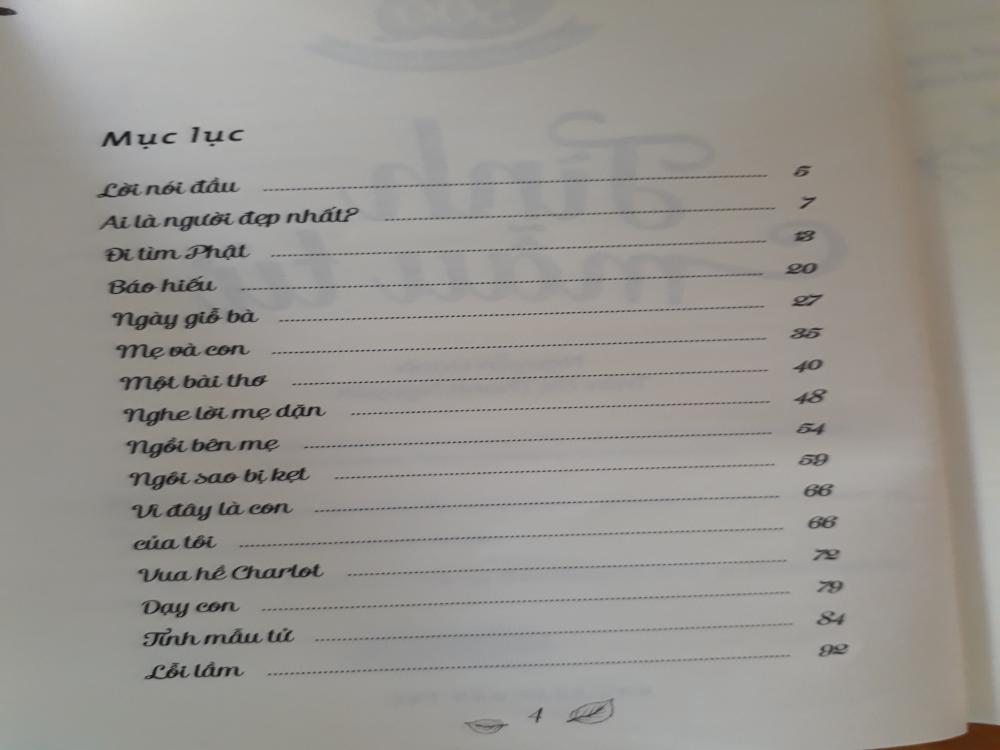 Mục lục
Lời nói đầu ........ 5
Ai là người đẹp nhất? ........ 7
Đi tìm Phật ........ 13
Báo hiếu ........ 20
Ngày giỗ bà ........ 27
Mẹ và con ........ 35
Một bài thơ ........ 40
Nghe lời mẹ dặn ........ 48
Ngồi bên mẹ ........ 54
Ngôi sao bị kẹt ........ 59
Vì đây là con ........ 66
của tôi ........ 66
Vua hề Charlot ........ 72
Dạy con ........ 79
Tình mẫu tử ........ 84
Lỗi lầm ........ 92
4